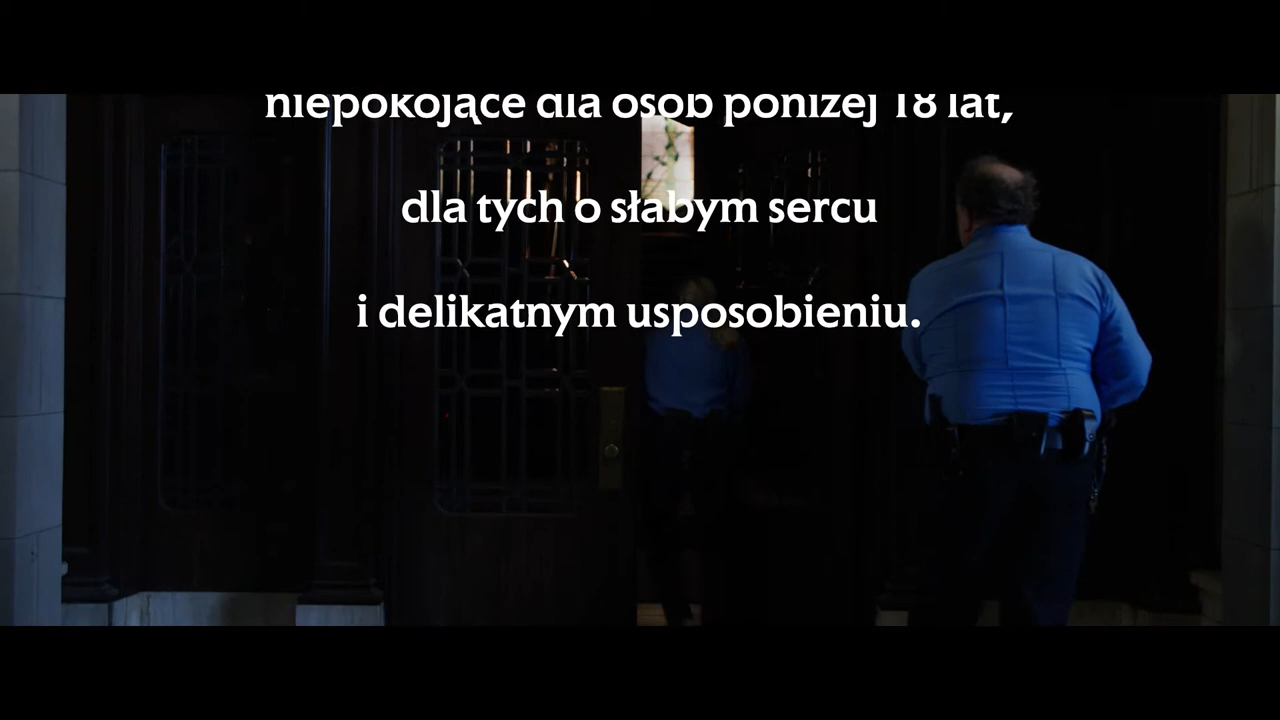 niepokojące dla osób poniżej 18 lat,
dla tych o słabym sercu
i delikatnym usposobieniu.